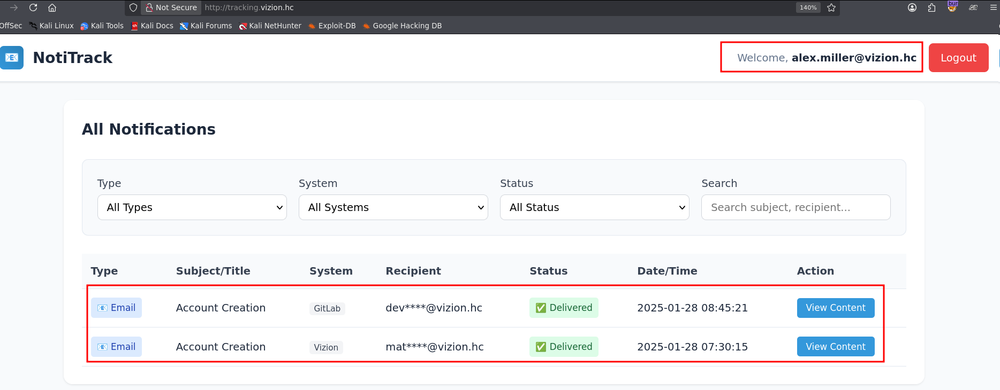 Not Secure http://tracking.vizion.hc 140%
OffSec Kali Linux Kali Tools Kali Docs Kali Forums Kali NetHunter Exploit-DB Google Hacking DB
NotiTrack Welcome, alex.miller@vizion.hc Logout
All Notifications
Type System Status Search
All Types All Systems All Status Search subject, recipient...
Type Subject/Title System Recipient Status Date/Time Action
Email Account Creation GitLab dev****@vizion.hc Delivered 2025-01-28 08:45:21 View Content
Email Account Creation Vizion mat****@vizion.hc Delivered 2025-01-28 07:30:15 View Content